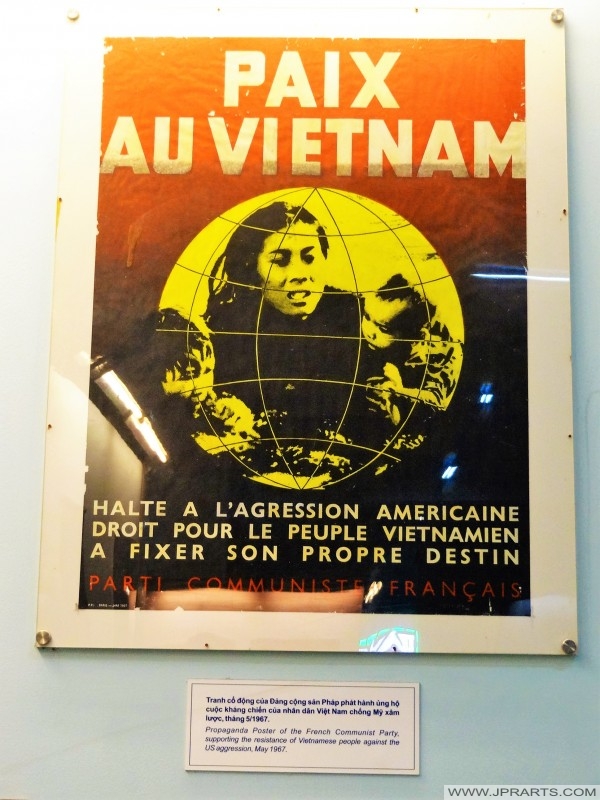 PAIX
AU VIETNAM
HALTE A L'AGRESSION AMERICAINE
DROIT POUR LE PEUPLE VIETNAMIEN
A FIXER SON PROPRE DESTIN
PARTI COMMUNISTE FRANÇAIS
Tranh cổ động của Đảng cộng sản Pháp phát hành ủng hộ
cuộc kháng chiến của nhân dân Việt Nam chống Mỹ xâm
lược, tháng 5/1967.
Propaganda Poster of the French Communist Party,
supporting the resistance of Vietnamese people against the
US aggression, May 1967.
© WWW.JPRARTS.COM